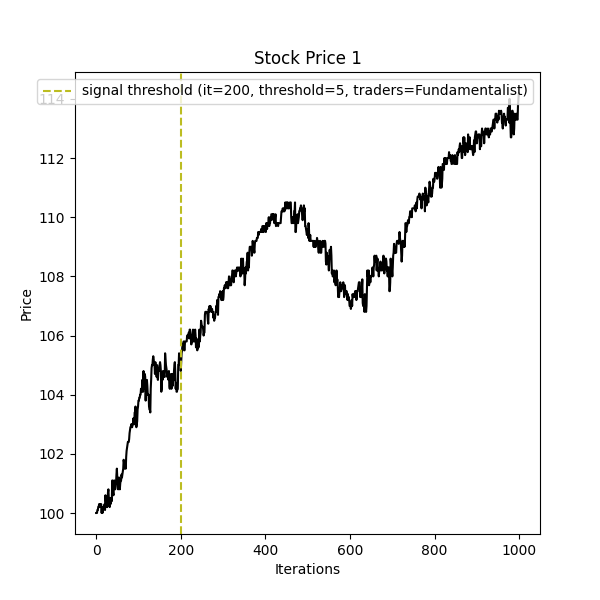 Stock Price 1
signal threshold (it=200, threshold=5, traders=Fundamentalist)
114
112
110
108
106
104
102
100
Price
0 200 400 600 800 1000
Iterations